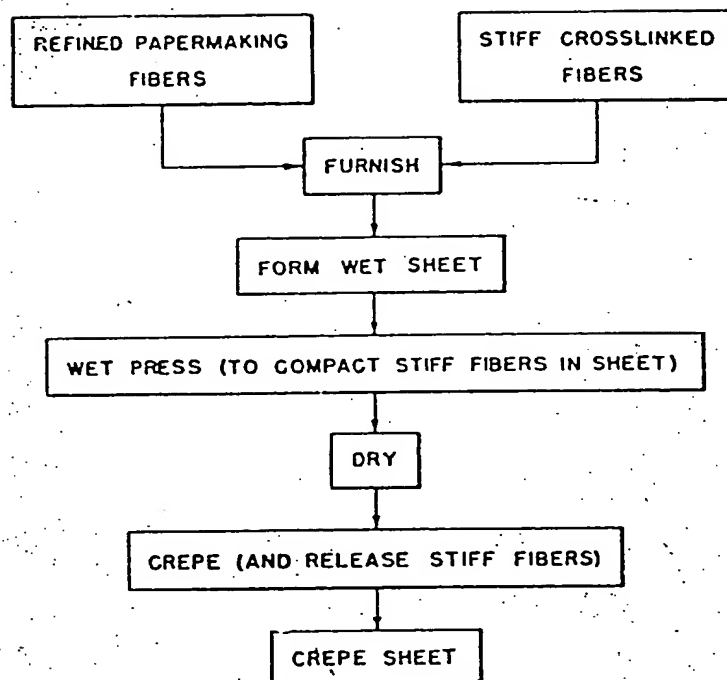 REFINED PAPERMAKING
FIBERS
STIFF CROSSLINKED
FIBERS
FURNISH
FORM WET SHEET
WET PRESS (TO COMPACT STIFF FIBERS IN SHEET)
DRY
CREPE (AND RELEASE STIFF FIBERS)
CREPE SHEET